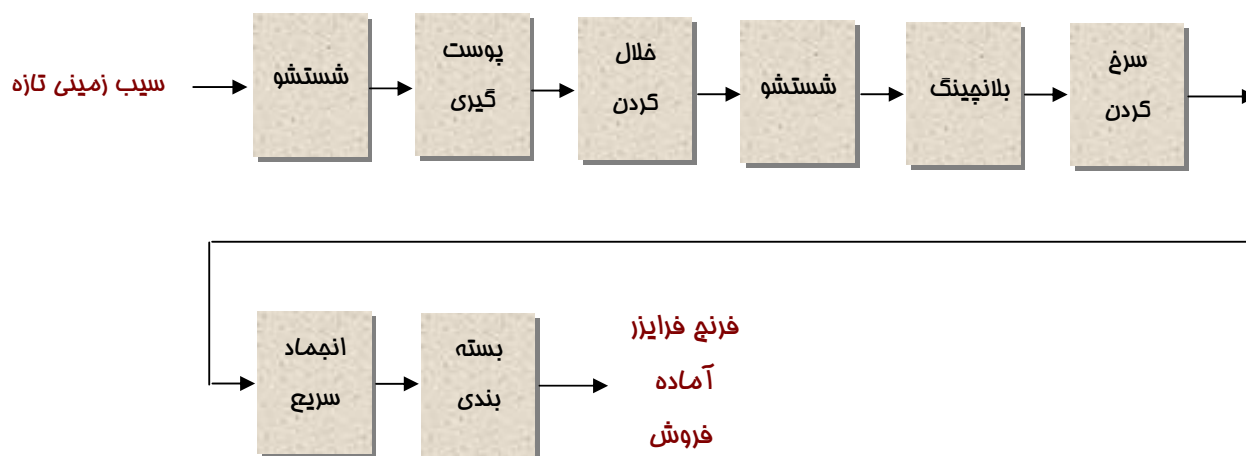 سیب زمینی تازه
شستشو
پوست
گیری
خلال
کردن
شستشو
بلانچینگ
سرخ
کردن
انجماد
سریع
بسته
بندی
فرنچ فرایزر
آماده
فروش